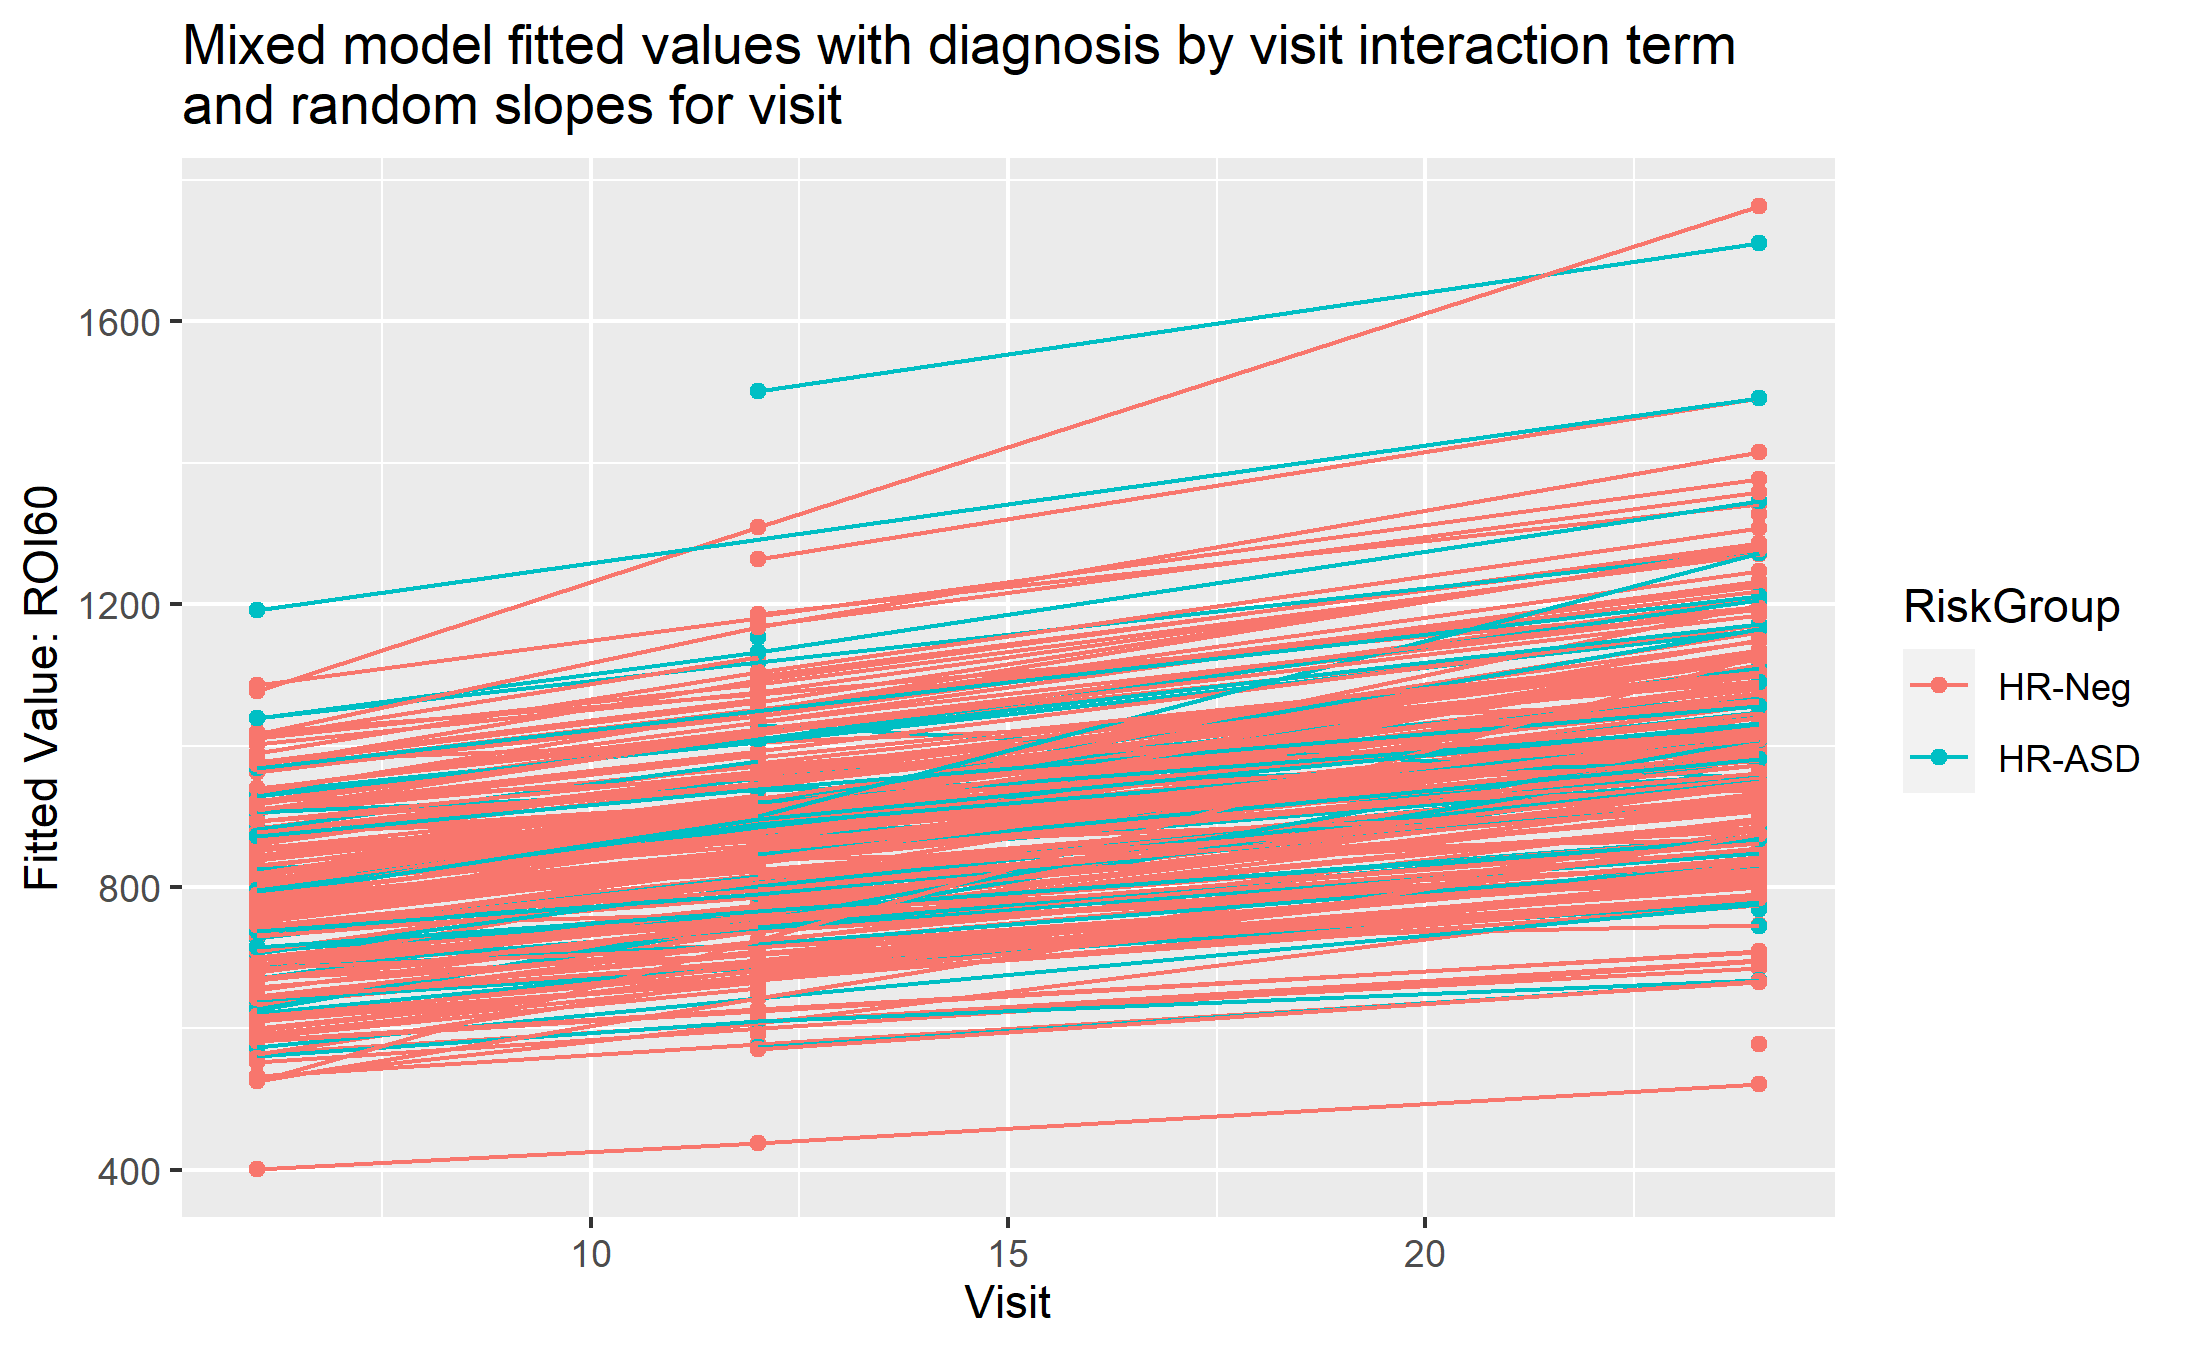 Mixed model fitted values with diagnosis by visit interaction term
and random slopes for visit
Fitted Value: ROI60
1600
1200
800
400
10
15
20
Visit
RiskGroup
HR-Neg
HR-ASD